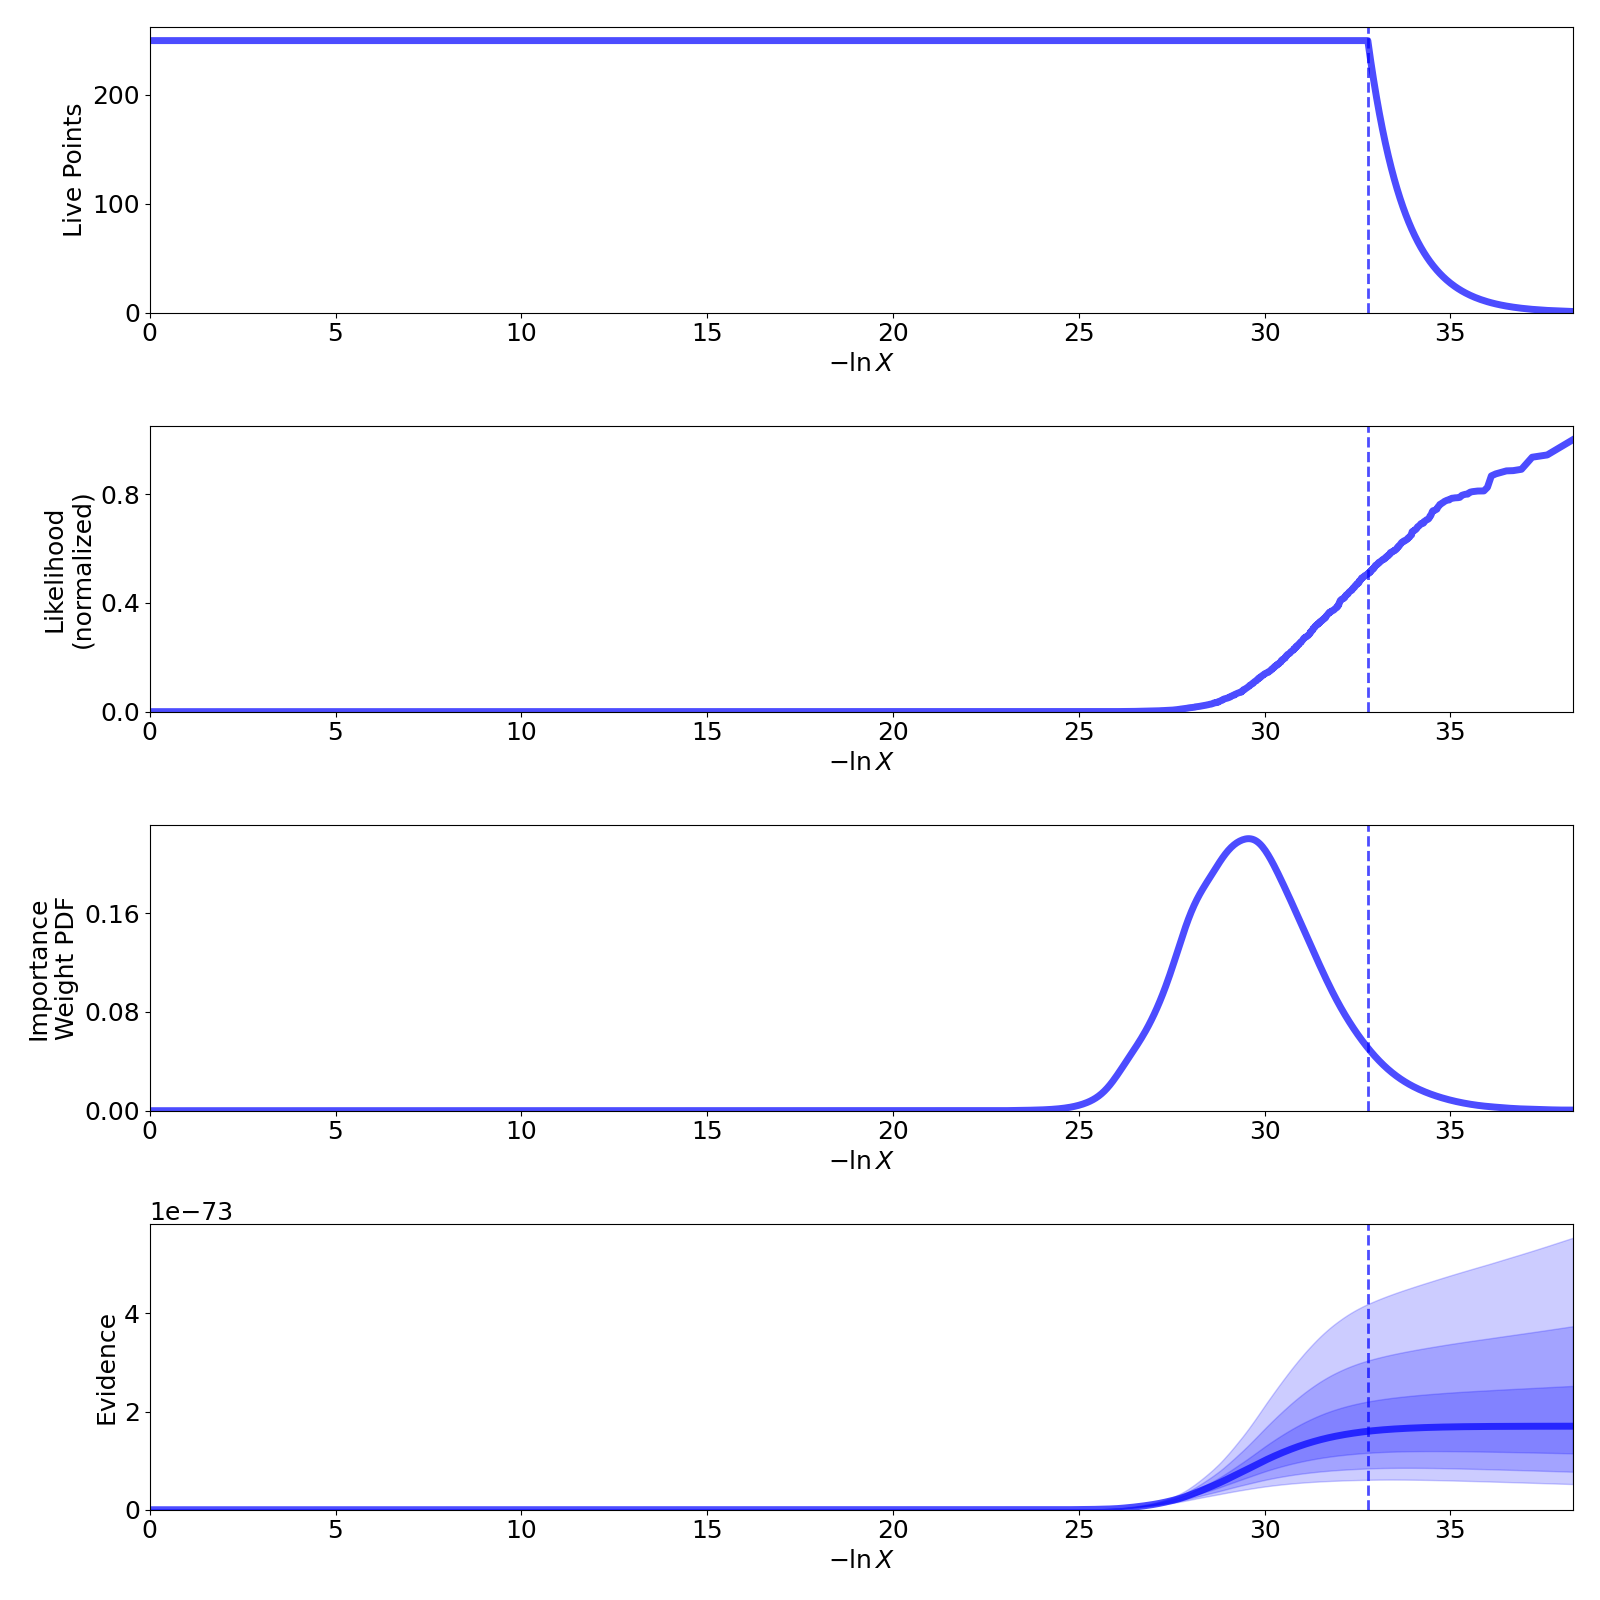 Live Points
200
100
0
0 5 10 15 20 25 30 35
−ln X
Likelihood
(normalized)
0.8
0.4
0.0
0 5 10 15 20 25 30 35
−ln X
Importance
Weight PDF
0.16
0.08
0.00
0 5 10 15 20 25 30 35
−ln X
1e−73
Evidence
4
2
0
0 5 10 15 20 25 30 35
−ln X